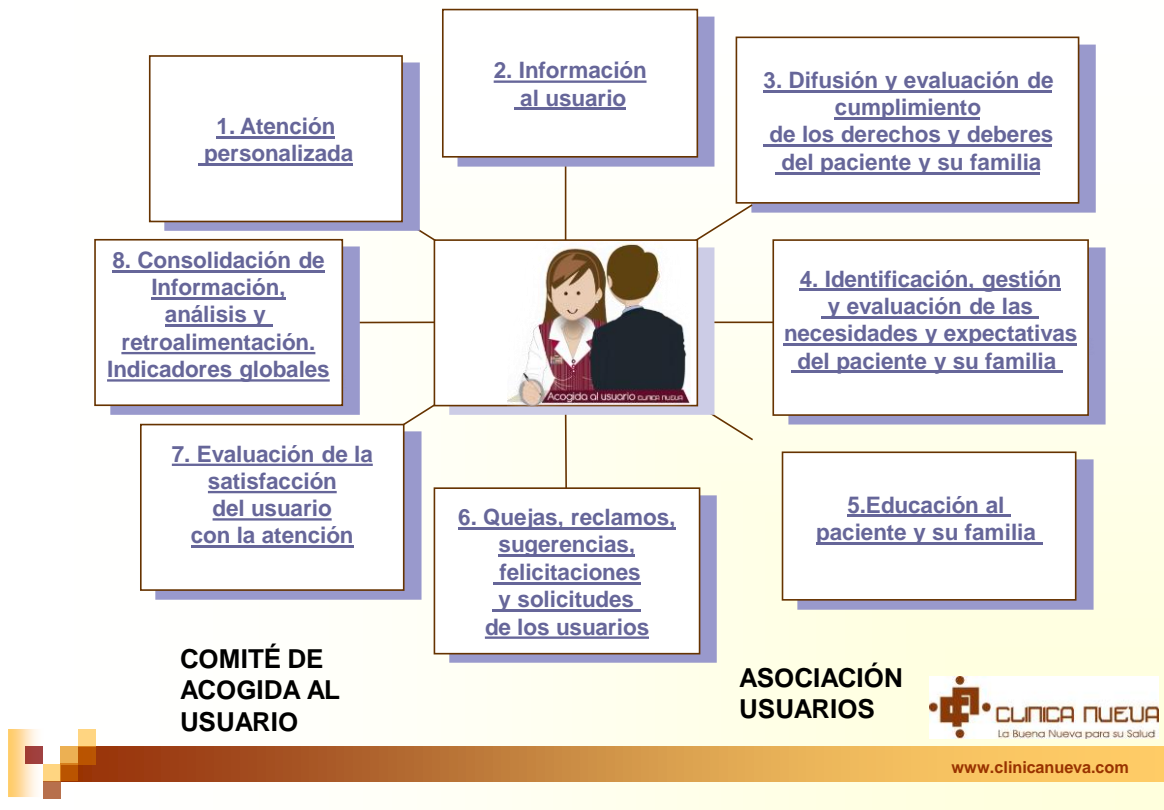 1. Atención
personalizada
2. Información
al usuario
3. Difusión y evaluación de
cumplimiento
de los derechos y deberes
del paciente y su familia
4. Identificación, gestión
y evaluación de las
necesidades y expectativas
del paciente y su familia
5.Educación al
paciente y su familia
6. Quejas, reclamos,
sugerencias,
felicitaciones
y solicitudes
de los usuarios
7. Evaluación de la
satisfacción
del usuario
con la atención
8. Consolidación de
Información,
análisis y
retroalimentación.
Indicadores globales
Acogida al usuario CLINICA NUEVA
COMITÉ DE
ACOGIDA AL
USUARIO
ASOCIACIÓN
USUARIOS
CLINICA NUEVA
La Buena Nueva para su Salud
www.clinicanueva.com